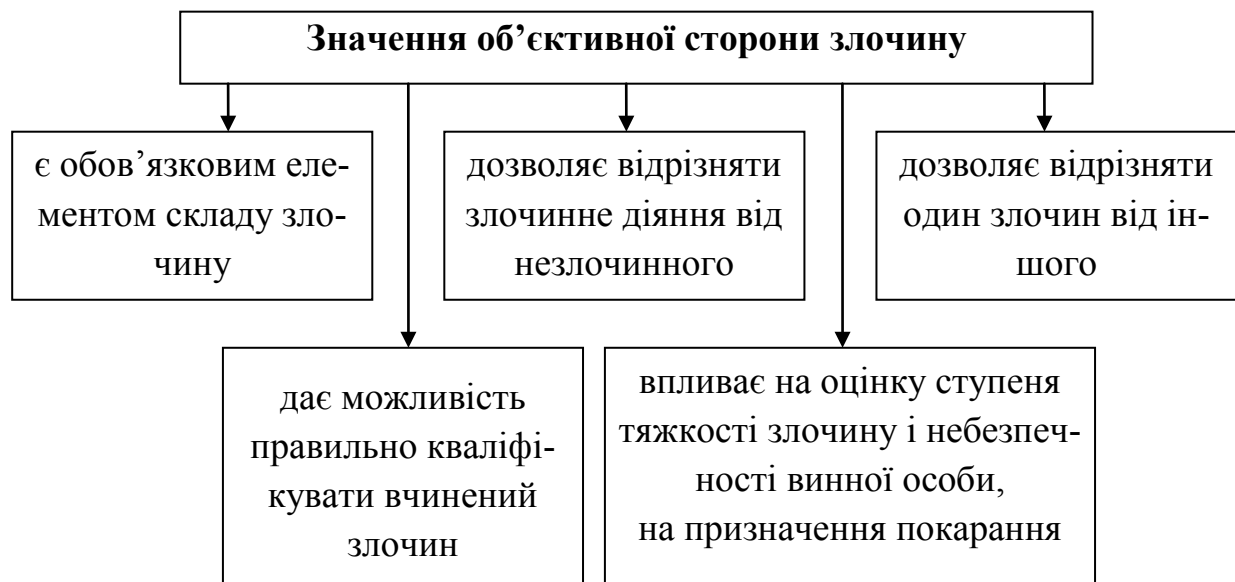 Значення об’єктивної сторони злочину
є обов’язковим еле-
ментом складу зло-
чину
дозволяє відрізняти
злочинне діяння від
незлочинного
дозволяє відрізняти
один злочин від ін-
шого
дає можливість
правильно кваліфі-
кувати вчинений
злочин
впливає на оцінку ступеня
тяжкості злочину і небезпеч-
ності винної особи,
на призначення покарання